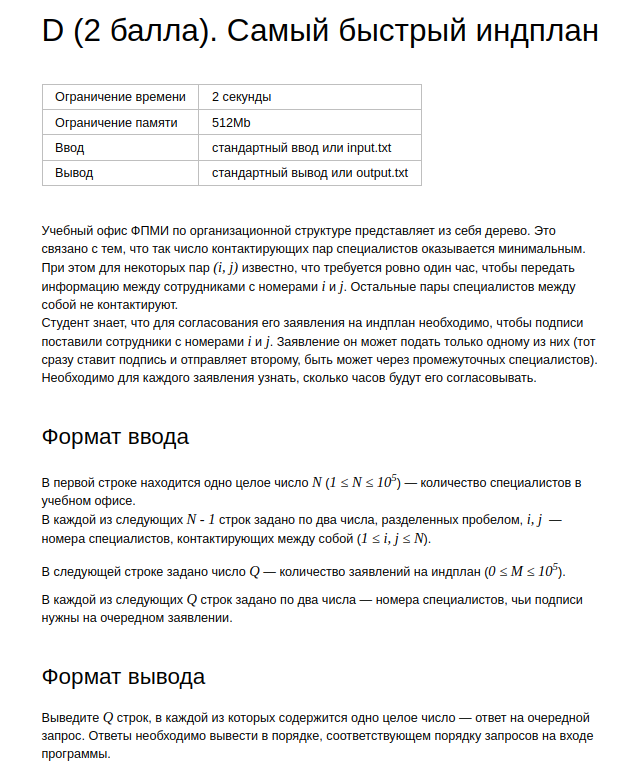 D (2 балла). Самый быстрый индплан
Ограничение времени 2 секунды
Ограничение памяти 512Mb
Ввод стандартный ввод или input.txt
Вывод стандартный вывод или output.txt
Учебный офис ФПМИ по организационной структуре представляет из себя дерево. Это
связано с тем, что так число контактирующих пар специалистов оказывается минимальным.
При этом для некоторых пар (i, j) известно, что требуется ровно один час, чтобы передать
информацию между сотрудниками с номерами i и j. Остальные пары специалистов между
собой не контактируют.
Студент знает, что для согласования его заявления на индплан необходимо, чтобы подписи
поставили сотрудники с номерами i и j. Заявление он может подать только одному из них (тот
сразу ставит подпись и отправляет второму, быть может через промежуточных специалистов).
Необходимо для каждого заявления узнать, сколько часов будут его согласовывать.
Формат ввода
В первой строке находится одно целое число N (1 ≤ N ≤ 10⁵) — количество специалистов в
учебном офисе.
В каждой из следующих N - 1 строк задано по два числа, разделенных пробелом, i, j —
номера специалистов, контактирующих между собой (1 ≤ i, j ≤ N).
В следующей строке задано число Q — количество заявлений на индплан (0 ≤ M ≤ 10⁵).
В каждой из следующих Q строк задано по два числа — номера специалистов, чьи подписи
нужны на очередном заявлении.
Формат вывода
Выведите Q строк, в каждой из которых содержится одно целое число — ответ на очередной
запрос. Ответы необходимо вывести в порядке, соответствующем порядку запросов на входе
программы.